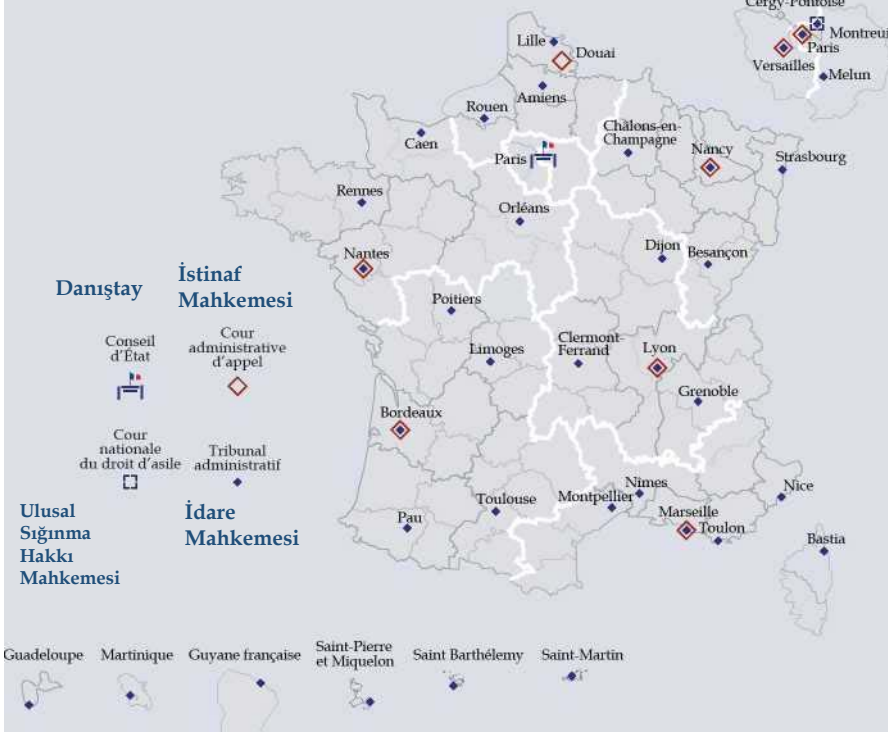 Cergy-Pontoise
Montreuil
Paris
Versailles
Melun
Lille
Douai
Amiens
Rouen
Caen
Châlons-en-
Champagne
Nancy
Strasbourg
Paris
Rennes
Orléans
Nantes
Dijon
Besançon
Poitiers
Limoges
Clermont-
Ferrand
Lyon
Grenoble
Bordeaux
Danıştay
İstinaf
Mahkemesi
Conseil
d'État
Cour
administrative
d'appel
Cour
nationale
du droit d'asile
Tribunal
administratif
Ulusal
Sığınma
Hakkı
Mahkemesi
İdare
Mahkemesi
Pau
Toulouse
Montpellier
Nimes
Marseille
Toulon
Nice
Bastia
Guadeloupe
Martinique
Guyane française
Saint-Pierre
et Miquelon
Saint Barthélemy
Saint-Martin